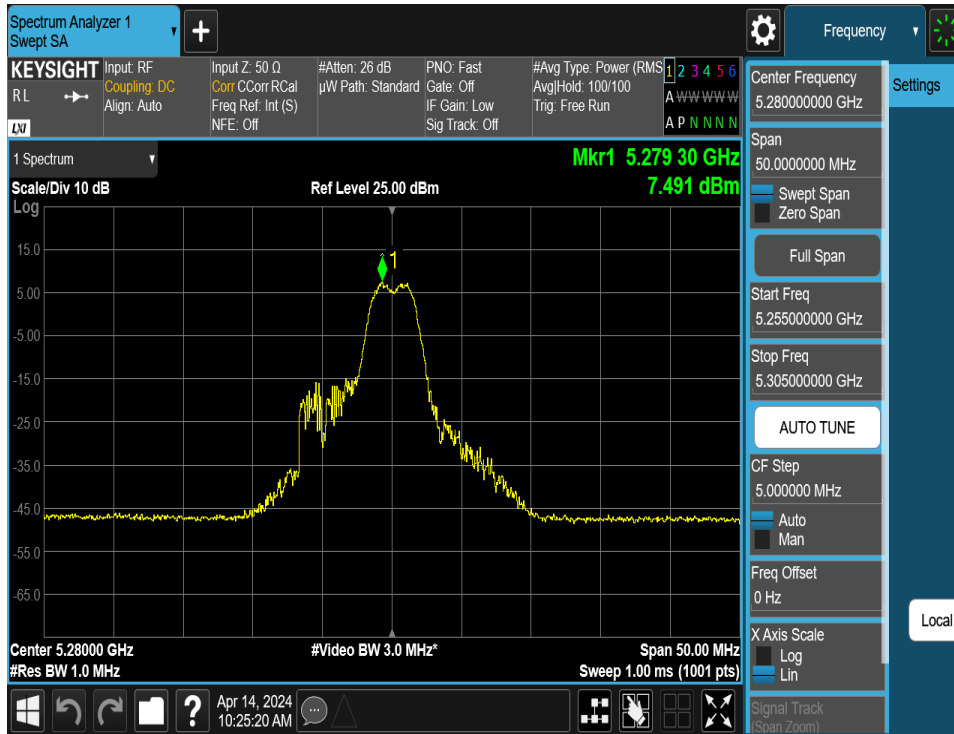 Spectrum Analyzer 1
Swept SA
+
Frequency
KEYSIGHT
R L
LXI
Input: RF
Coupling: DC
Align: Auto
Input Z: 50 Ω
Corr CCorr RCal
Freq Ref: Int (S)
NFE: Off
#Atten: 26 dB
µW Path: Standard
PNO: Fast
Gate: Off
IF Gain: Low
Sig Track: Off
#Avg Type: Power (RMS
Avg|Hold: 100/100
Trig: Free Run
1 2 3 4 5 6
A W W W W W
A P N N N N
1 Spectrum
Scale/Div 10 dB
Log
Ref Level 25.00 dBm
Mkr1 5.279 30 GHz
7.491 dBm
1
15.0
5.00
-5.00
-15.0
-25.0
-35.0
-45.0
-55.0
-65.0
Center 5.28000 GHz
#Res BW 1.0 MHz
#Video BW 3.0 MHz*
Span 50.00 MHz
Sweep 1.00 ms (1001 pts)
Center Frequency
5.280000000 GHz
Span
50.0000000 MHz
Swept Span
Zero Span
Full Span
Start Freq
5.255000000 GHz
Stop Freq
5.305000000 GHz
AUTO TUNE
CF Step
5.000000 MHz
Auto
Man
Freq Offset
0 Hz
X Axis Scale
Log
Lin
Signal Track
(Span Zoom)
Settings
Local
?
Apr 14, 2024
10:25:20 AM